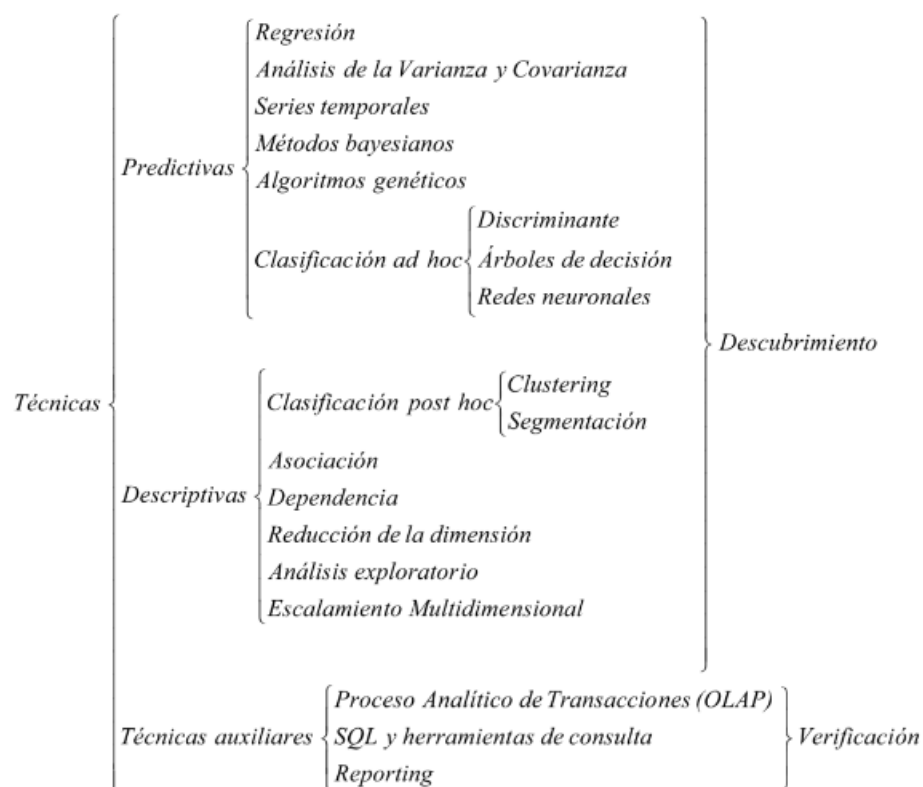 Regresión
Análisis de la Varianza y Covarianza
Series temporales
Métodos bayesianos
Predictivas
Algoritmos genéticos
Discriminante
Clasificación ad hoc
Árboles de decisión
Redes neuronales
Descubrimiento
Técnicas
Clasificación post hoc
Clustering
Segmentación
Asociación
Descriptivas
Dependencia
Reducción de la dimensión
Análisis exploratorio
Escalamiento Multidimensional
Proceso Analítico de Transacciones (OLAP)
Técnicas auxiliares
SQL y herramientas de consulta
Verificación
Reporting